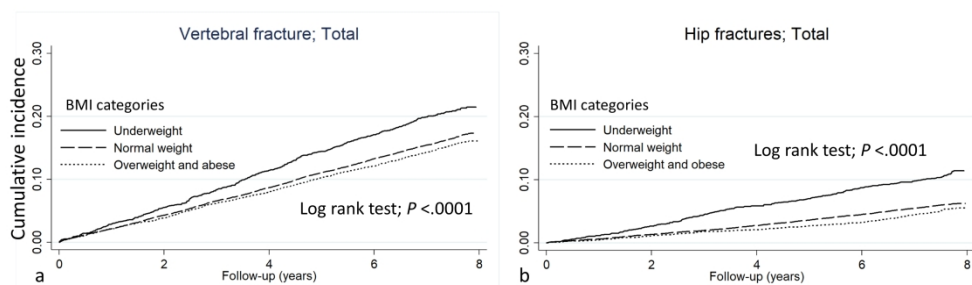 Vertebral fracture; Total
0.30
0.20
0.10
0.00
Cumulative incidence
BMI categories
Underweight
Normal weight
Overweight and abese
Log rank test; P <.0001
0 2 4 6 8
a Follow-up (years)
Hip fractures; Total
0.30
0.20
0.10
0.00
BMI categories
Underweight
Normal weight
Overweight and obese
Log rank test; P <.0001
0 2 4 6 8
b Follow-up (years)